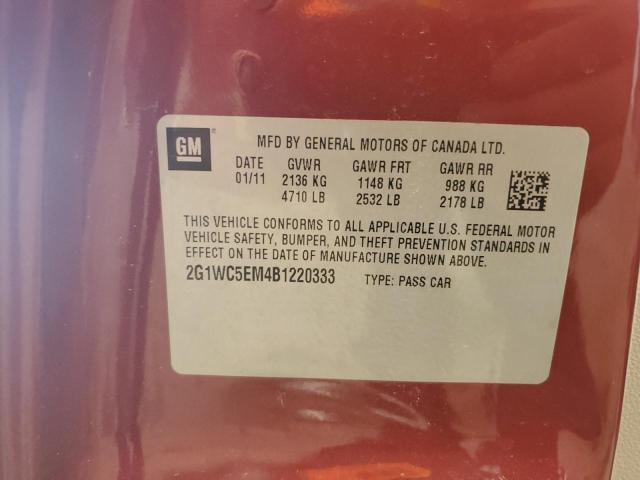 GM
MFD BY GENERAL MOTORS OF CANADA LTD.
DATE GVWR GAWR FRT GAWR RR
01/11 2136 KG 1148 KG 988 KG
4710 LB 2532 LB 2178 LB
THIS VEHICLE CONFORMS TO ALL APPLICABLE U.S. FEDERAL MOTOR
VEHICLE SAFETY, BUMPER, AND THEFT PREVENTION STANDARDS IN
EFFECT ON THE DATE OF MANUFACTURE SHOWN ABOVE.
2G1WC5EM4B1220333 TYPE: PASS CAR